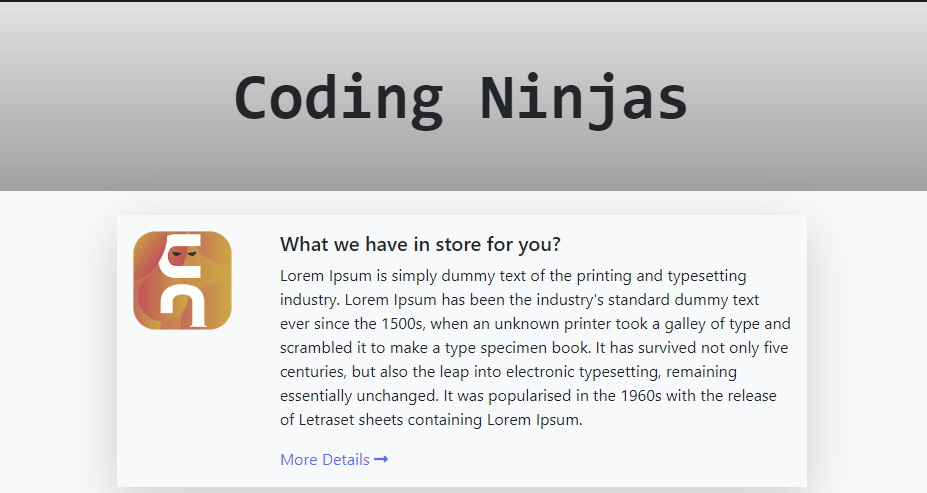 Coding Ninjas
What we have in store for you?
Lorem Ipsum is simply dummy text of the printing and typesetting
industry. Lorem Ipsum has been the industry's standard dummy text
ever since the 1500s, when an unknown printer took a galley of type and
scrambled it to make a type specimen book. It has survived not only five
centuries, but also the leap into electronic typesetting, remaining
essentially unchanged. It was popularised in the 1960s with the release
of Letraset sheets containing Lorem Ipsum.
More Details →